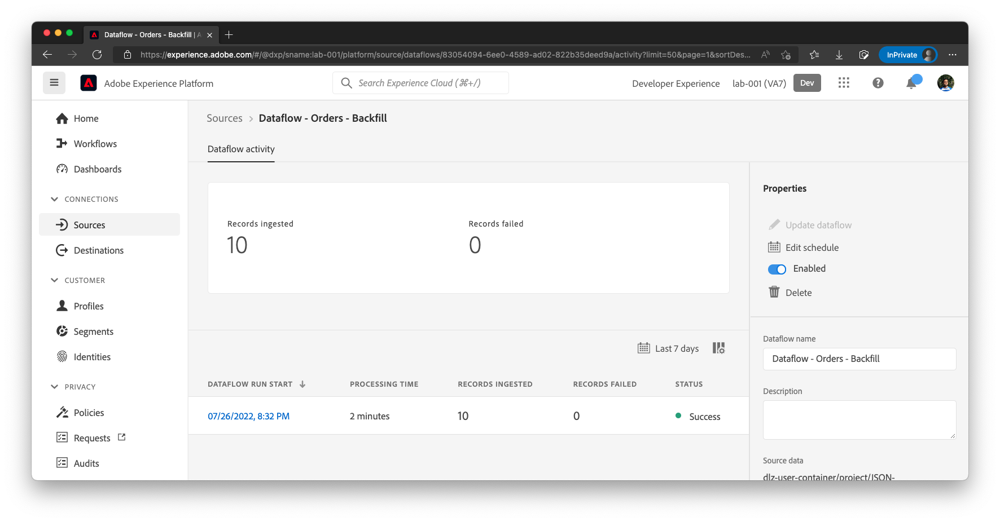 Dataflow - Orders - Backfill | A
https://experience.adobe.com/#/@dxp/sname:lab-001/platform/source/dataflows/83054094-6ee0-4589-ad02-822b35deed9a/activity?limit=50&page=1&sortDes...
InPrivate
Adobe Experience Platform
Search Experience Cloud (⌘+/)
Developer Experience
lab-001 (VA7)
Dev
Home
Workflows
Dashboards
CONNECTIONS
Sources
Destinations
CUSTOMER
Profiles
Segments
Identities
PRIVACY
Policies
Requests
Audits
Sources > Dataflow - Orders - Backfill
Dataflow activity
Records ingested
10
Records failed
0
Last 7 days
DATAFLOW RUN START PROCESSING TIME RECORDS INGESTED RECORDS FAILED STATUS
07/26/2022, 8:32 PM 2 minutes 10 0 Success
Properties
Update dataflow
Edit schedule
Enabled
Delete
Dataflow name
Dataflow - Orders - Backfill
Description
Source data
dlz-user-container/project/JSON-